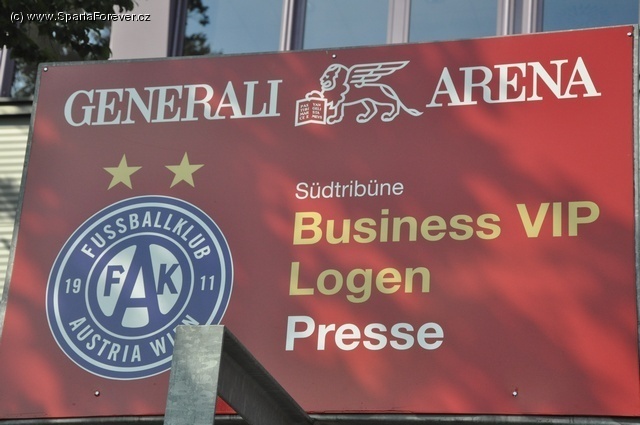 (c) www.SpartaForever.cz
GENERALI ARENA
Südtribüne
Business VIP
Logen
Presse
FUSSBALLKLUB
19 FAK 11
AUSTRIA WIEN